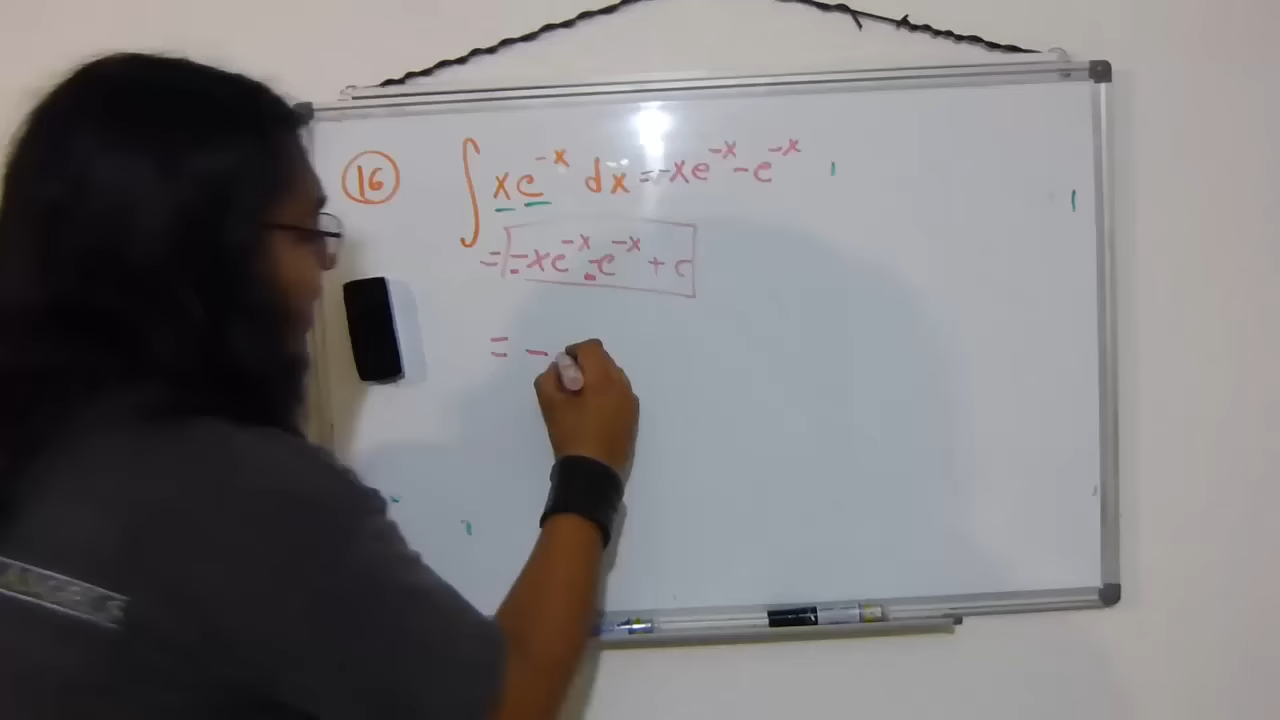 16 ∫ xe^{-x} dx = -xe^{-x} - e^{-x}
= -xe^{-x} - e^{-x} + c
= -